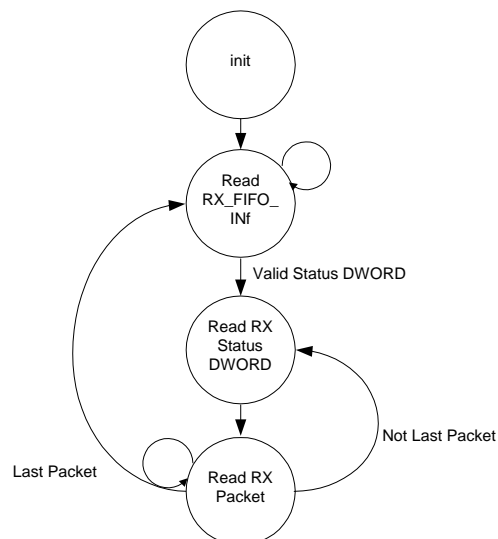 init
Read
RX_FIFO_
INf
Valid Status DWORD
Read RX
Status
DWORD
Not Last Packet
Last Packet
Read RX
Packet